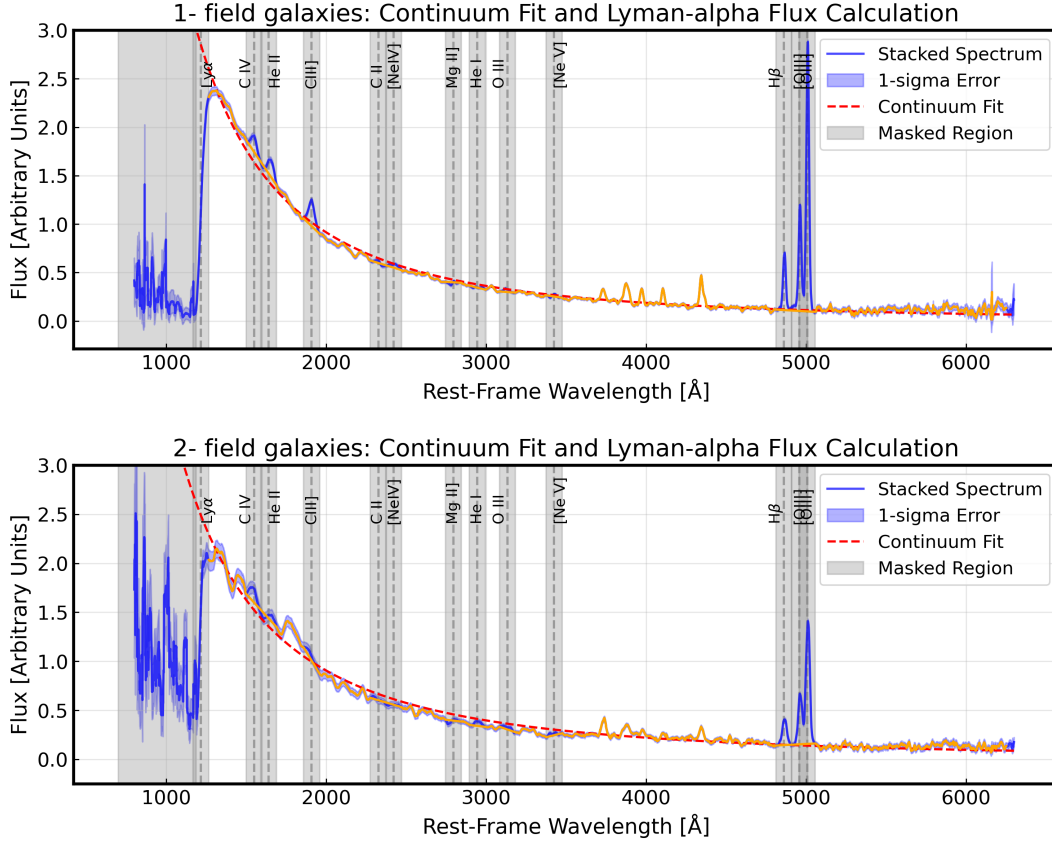 1- field galaxies: Continuum Fit and Lyman-alpha Flux Calculation
Flux [Arbitrary Units]
3.0
2.5
2.0
1.5
1.0
0.5
0.0
Lyα
C IV
He II
CIII]
C II
[NeIV]
Mg II]
He I
O III
[Ne V]
Hβ
[OIII]
[OIII]
Stacked Spectrum
1-sigma Error
Continuum Fit
Masked Region
1000 2000 3000 4000 5000 6000
Rest-Frame Wavelength [Å]
2- field galaxies: Continuum Fit and Lyman-alpha Flux Calculation
Flux [Arbitrary Units]
3.0
2.5
2.0
1.5
1.0
0.5
0.0
Lyα
C IV
He II
CIII]
C II
[NeIV]
Mg II]
He I
O III
[Ne V]
Hβ
[OIII]
[OIII]
Stacked Spectrum
1-sigma Error
Continuum Fit
Masked Region
1000 2000 3000 4000 5000 6000
Rest-Frame Wavelength [Å]